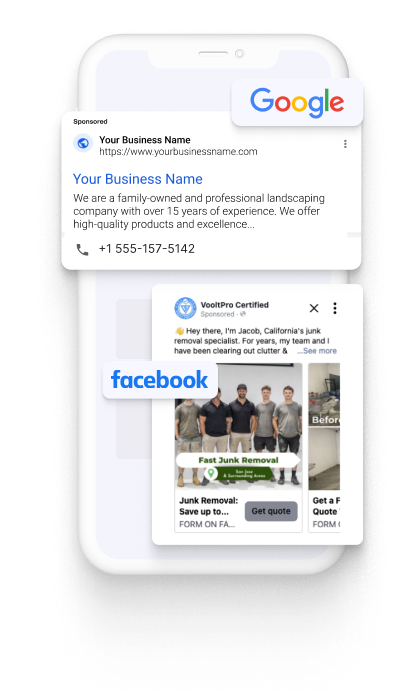 Google
Sponsored
Your Business Name
https://www.yourbusinessname.com
Your Business Name
We are a family-owned and professional landscaping
company with over 15 years of experience. We offer
high-quality products and excellence...
+1 555-157-5142
VooltPro Certified
Sponsored ·
👋 Hey there, I'm Jacob, California's junk
removal specialist. For years, my team and I
have been clearing out clutter & ...See more
facebook
Before
Fast Junk Removal
San Jose
& Surrounding Areas
Junk Removal:
Save up to...
FORM ON FA...
Get quote
Get a F
Quote
FORM (